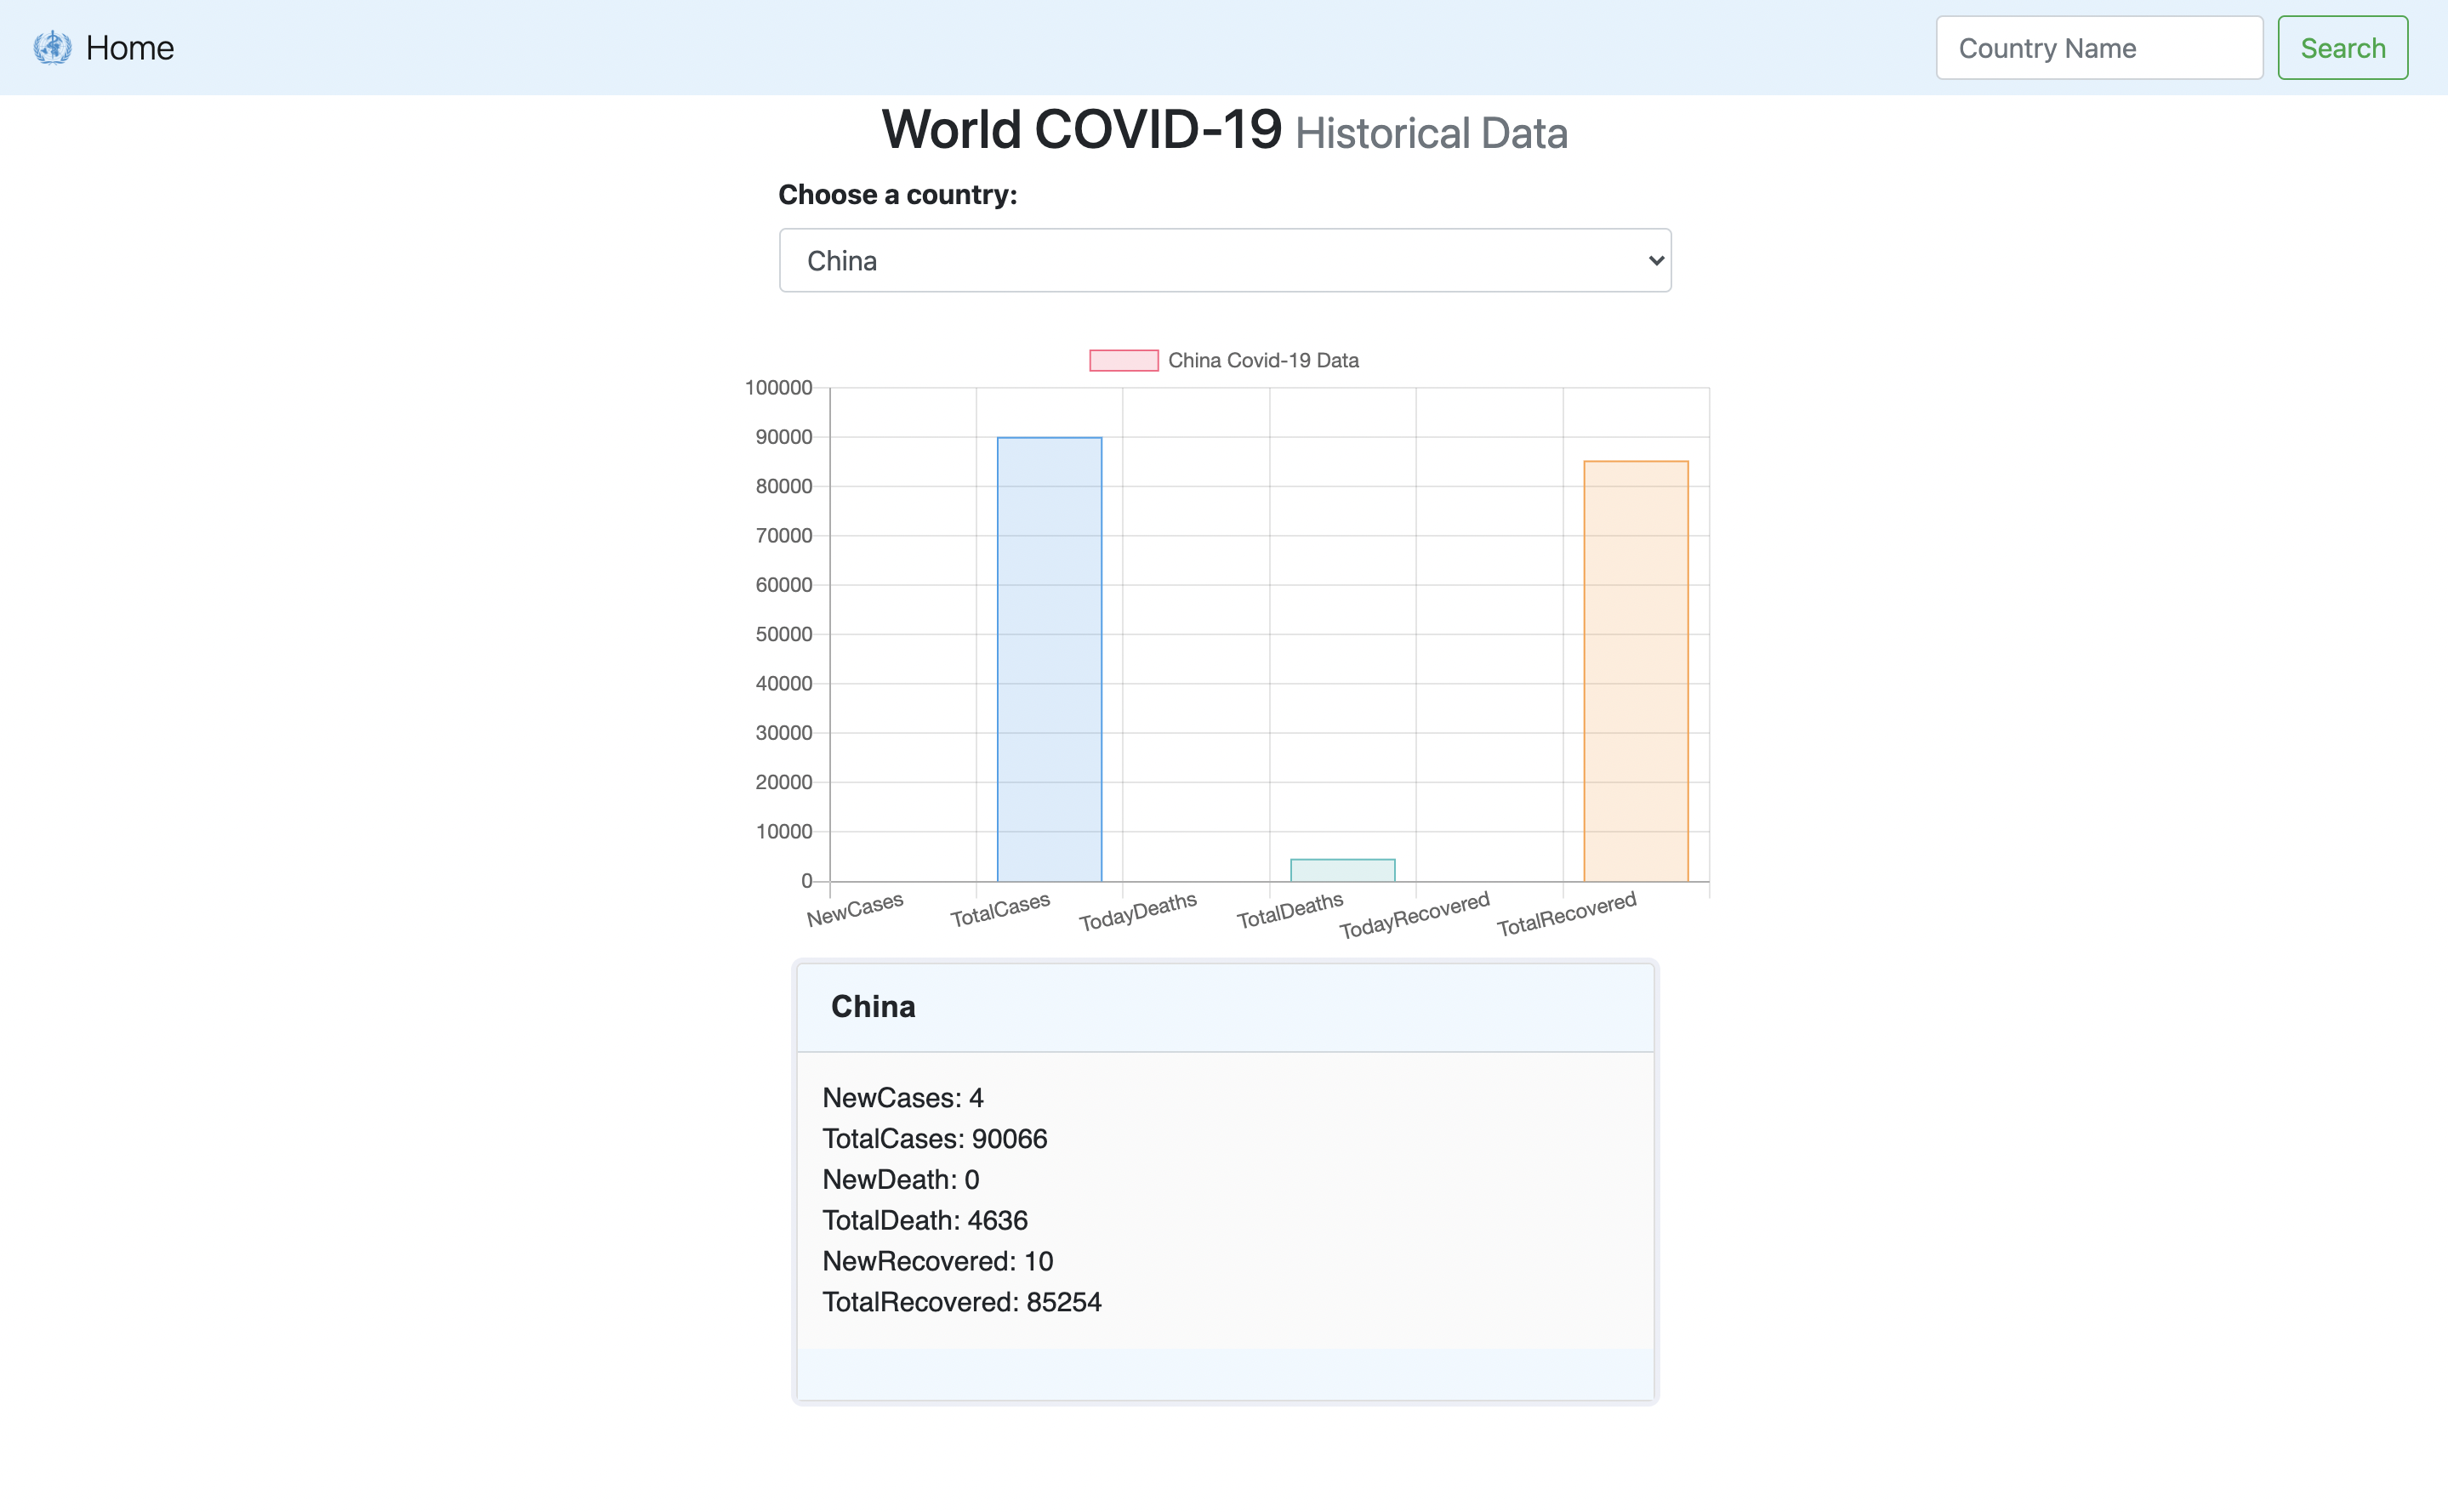 Home
Country Name
Search
World COVID-19 Historical Data
Choose a country:
China
China Covid-19 Data
100000
90000
80000
70000
60000
50000
40000
30000
20000
10000
0
NewCases
TotalCases
TodayDeaths
TotalDeaths
TodayRecovered
TotalRecovered
China
NewCases: 4
TotalCases: 90066
NewDeath: 0
TotalDeath: 4636
NewRecovered: 10
TotalRecovered: 85254